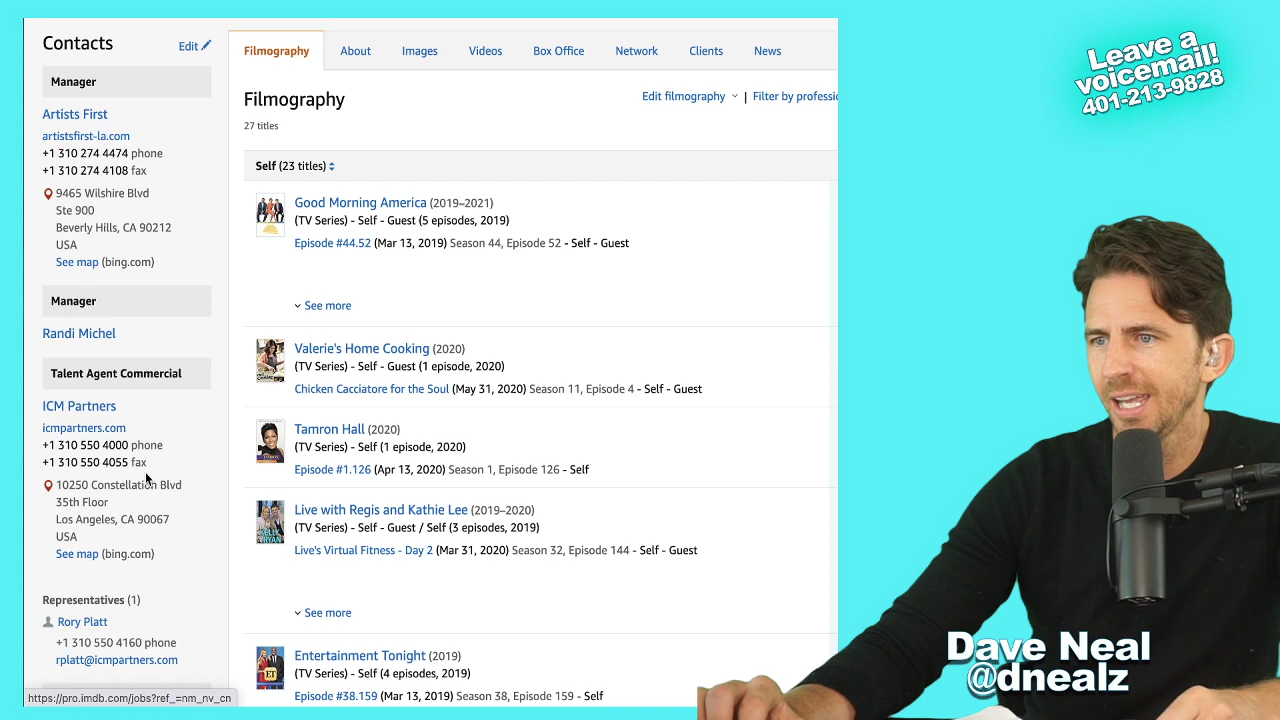 Contacts
Edit
Manager
Artists First
artistsfirst-la.com
+1 310 274 4474 phone
+1 310 274 4108 fax
9465 Wilshire Blvd
Ste 900
Beverly Hills, CA 90212
USA
See map (bing.com)
Manager
Randi Michel
Talent Agent Commercial
ICM Partners
icmpartners.com
+1 310 550 4000 phone
+1 310 550 4055 fax
10250 Constellation Blvd
35th Floor
Los Angeles, CA 90067
USA
See map (bing.com)
Representatives (1)
Rory Platt
+1 310 550 4160 phone
rplatt@icmpartners.com
https://pro.imdb.com/jobs?ref_=nm_nv_cn
Filmography About Images Videos Box Office Network Clients News
Filmography
Edit filmography | Filter by professio
27 titles
Self (23 titles)
Good Morning America (2019–2021)
(TV Series) - Self - Guest (5 episodes, 2019)
Episode #44.52 (Mar 13, 2019) Season 44, Episode 52 - Self - Guest
See more
Valerie's Home Cooking (2020)
(TV Series) - Self - Guest (1 episode, 2020)
Chicken Cacciatore for the Soul (May 31, 2020) Season 11, Episode 4 - Self - Guest
Tamron Hall (2020)
(TV Series) - Self (1 episode, 2020)
Episode #1.126 (Apr 13, 2020) Season 1, Episode 126 - Self
Live with Regis and Kathie Lee (2019–2020)
(TV Series) - Self - Guest / Self (3 episodes, 2019)
Live's Virtual Fitness - Day 2 (Mar 31, 2020) Season 32, Episode 144 - Self - Guest
See more
Entertainment Tonight (2019)
(TV Series) - Self (4 episodes, 2019)
Episode #38.159 (Mar 13, 2019) Season 38, Episode 159 - Self
Leave a
voicemail!
401-213-9828
Dave Neal
@dnealz